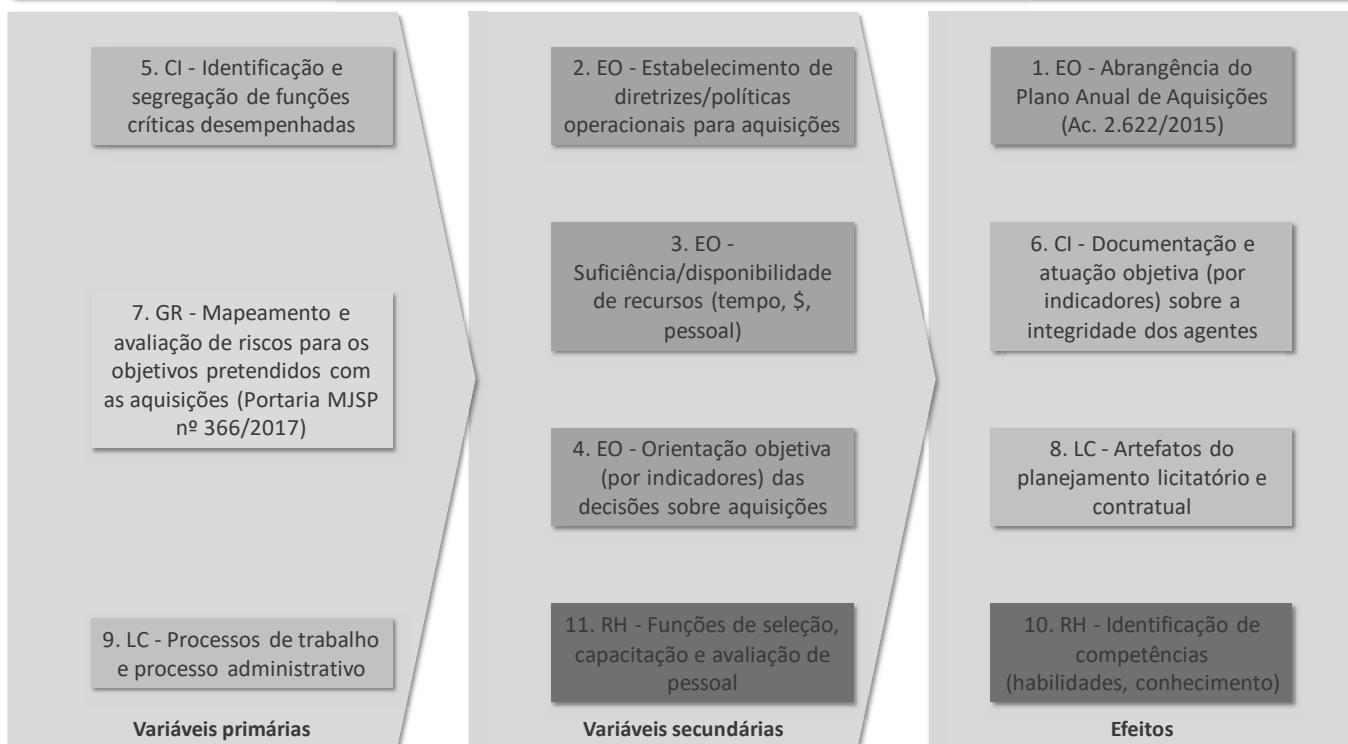 5. CI - Identificação e
segregação de funções
críticas desempenhadas
7. GR - Mapeamento e
avaliação de riscos para os
objetivos pretendidos com
as aquisições (Portaria MJSP
nº 366/2017)
9. LC - Processos de trabalho
e processo administrativo
Variáveis primárias
2. EO - Estabelecimento de
diretrizes/políticas
operacionais para aquisições
3. EO -
Suficiência/disponibilidade
de recursos (tempo, $,
pessoal)
4. EO - Orientação objetiva
(por indicadores) das
decisões sobre aquisições
11. RH - Funções de seleção,
capacitação e avaliação de
pessoal
Variáveis secundárias
1. EO - Abrangência do
Plano Anual de Aquisições
(Ac. 2.622/2015)
6. CI - Documentação e
atuação objetiva (por
indicadores) sobre a
integridade dos agentes
8. LC - Artefatos do
planejamento licitatório e
contratual
10. RH - Identificação de
competências
(habilidades, conhecimento)
Efeitos